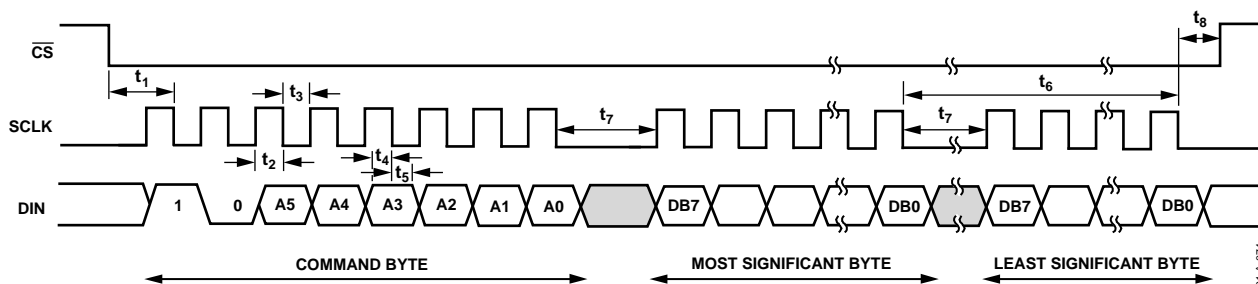 t8
CS
t1
t3
t6
SCLK
t7
t7
t2
t4
t5
DIN
1
0
A5
A4
A3
A2
A1
A0
DB7
DB0
DB7
DB0
COMMAND BYTE
MOST SIGNIFICANT BYTE
LEAST SIGNIFICANT BYTE